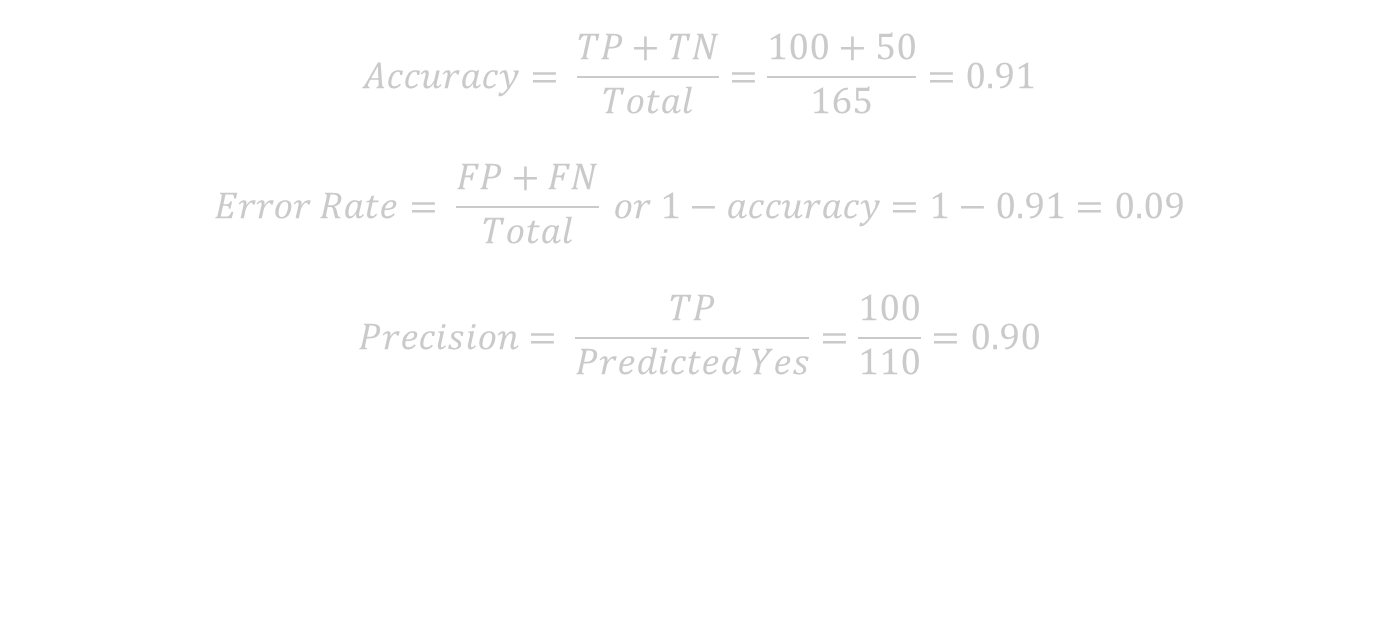 Accuracy = TP + TN / Total = 100 + 50 / 165 = 0.91
Error Rate = FP + FN / Total or 1 − accuracy = 1 − 0.91 = 0.09
Precision = TP / Predicted Yes = 100 / 110 = 0.90